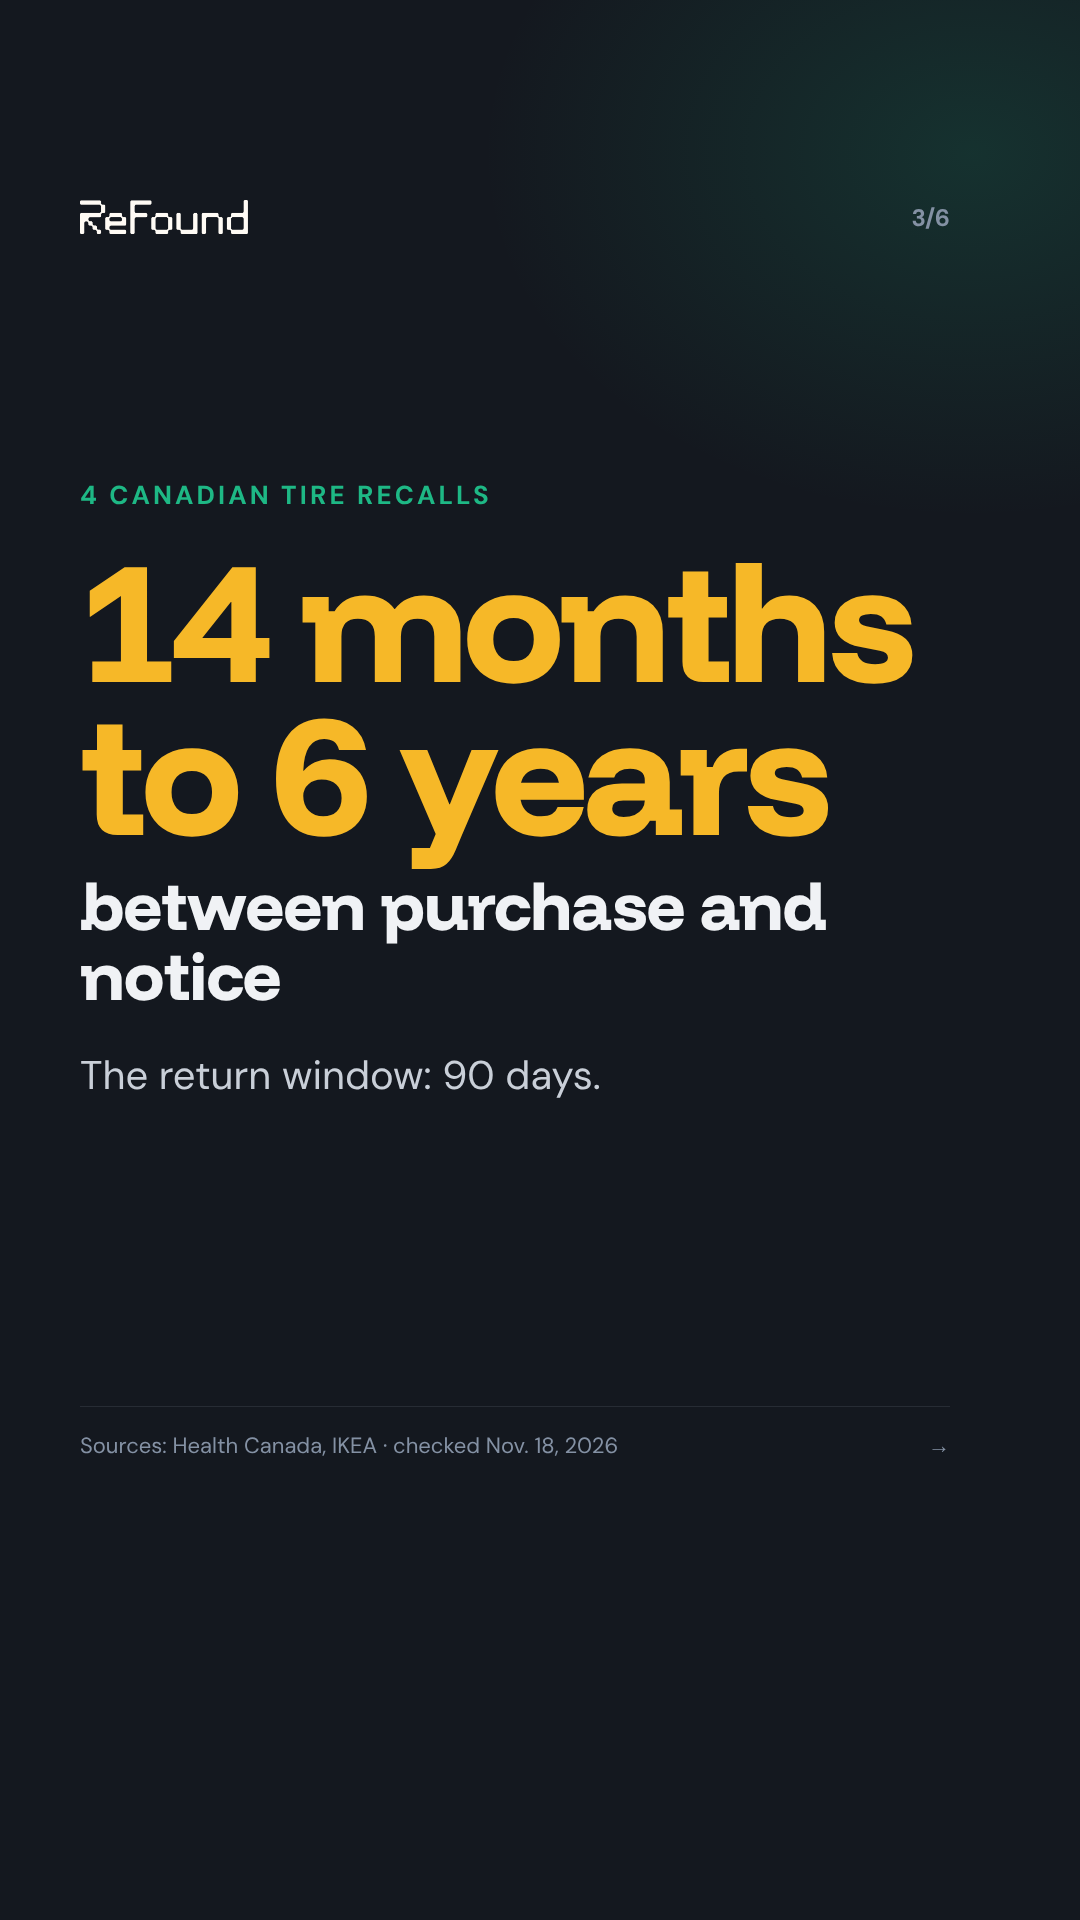 ReFound
3/6
4 CANADIAN TIRE RECALLS
14 months
to 6 years
between purchase and
notice
The return window: 90 days.
Sources: Health Canada, IKEA · checked Nov. 18, 2026
→